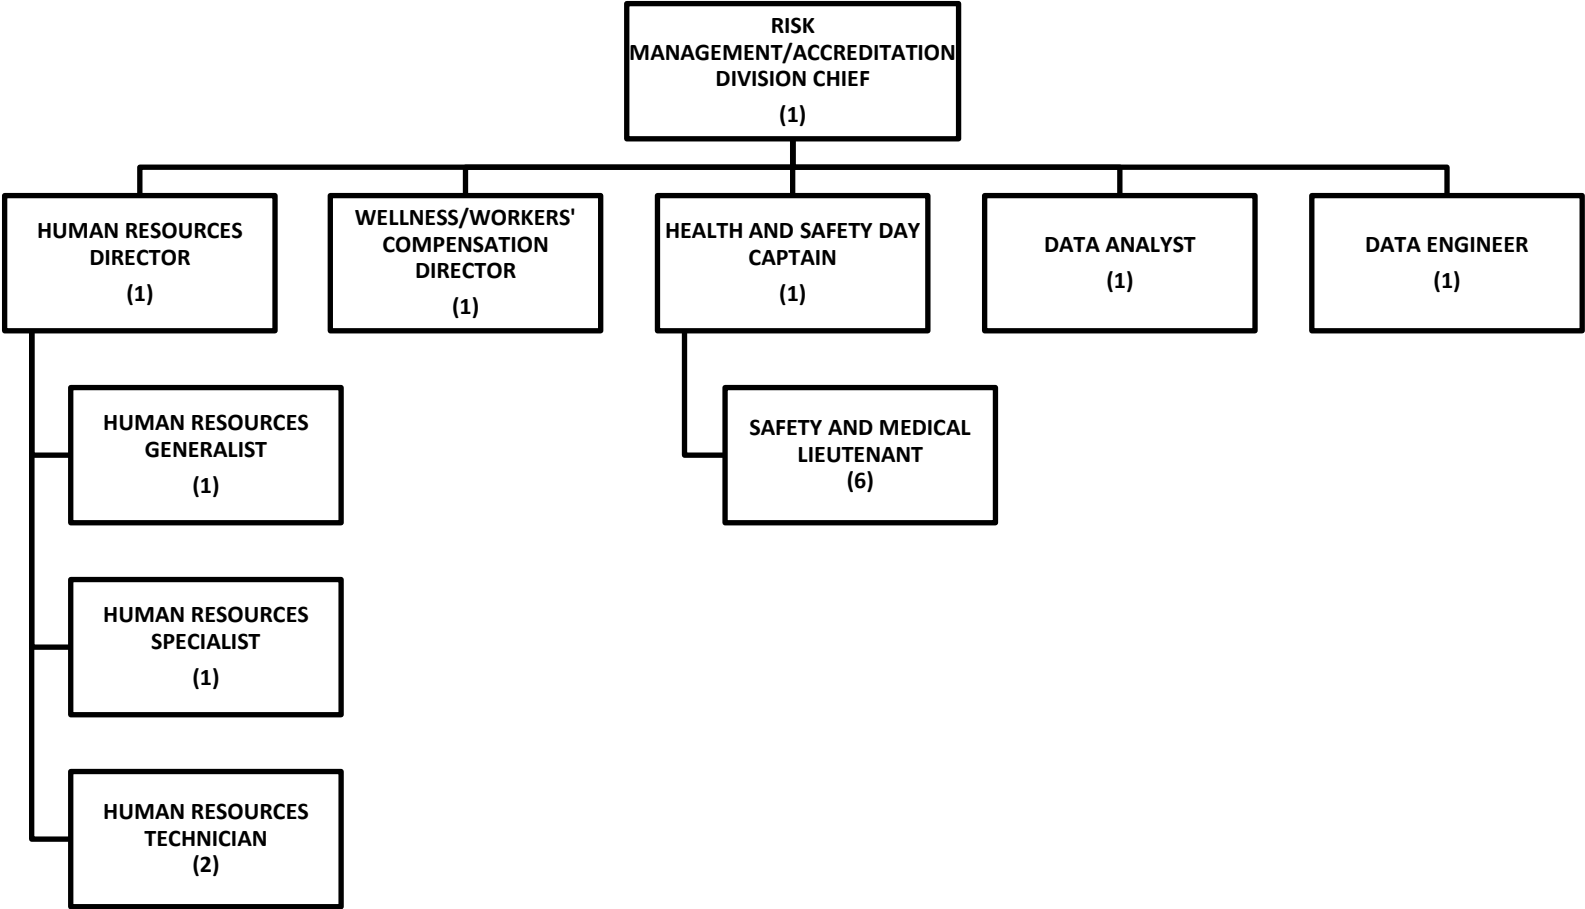 RISK
MANAGEMENT/ACCREDITATION
DIVISION CHIEF
(1)
HUMAN RESOURCES
DIRECTOR
(1)
WELLNESS/WORKERS'
COMPENSATION
DIRECTOR
(1)
HEALTH AND SAFETY DAY
CAPTAIN
(1)
DATA ANALYST
(1)
DATA ENGINEER
(1)
HUMAN RESOURCES
GENERALIST
(1)
SAFETY AND MEDICAL
LIEUTENANT
(6)
HUMAN RESOURCES
SPECIALIST
(1)
HUMAN RESOURCES
TECHNICIAN
(2)